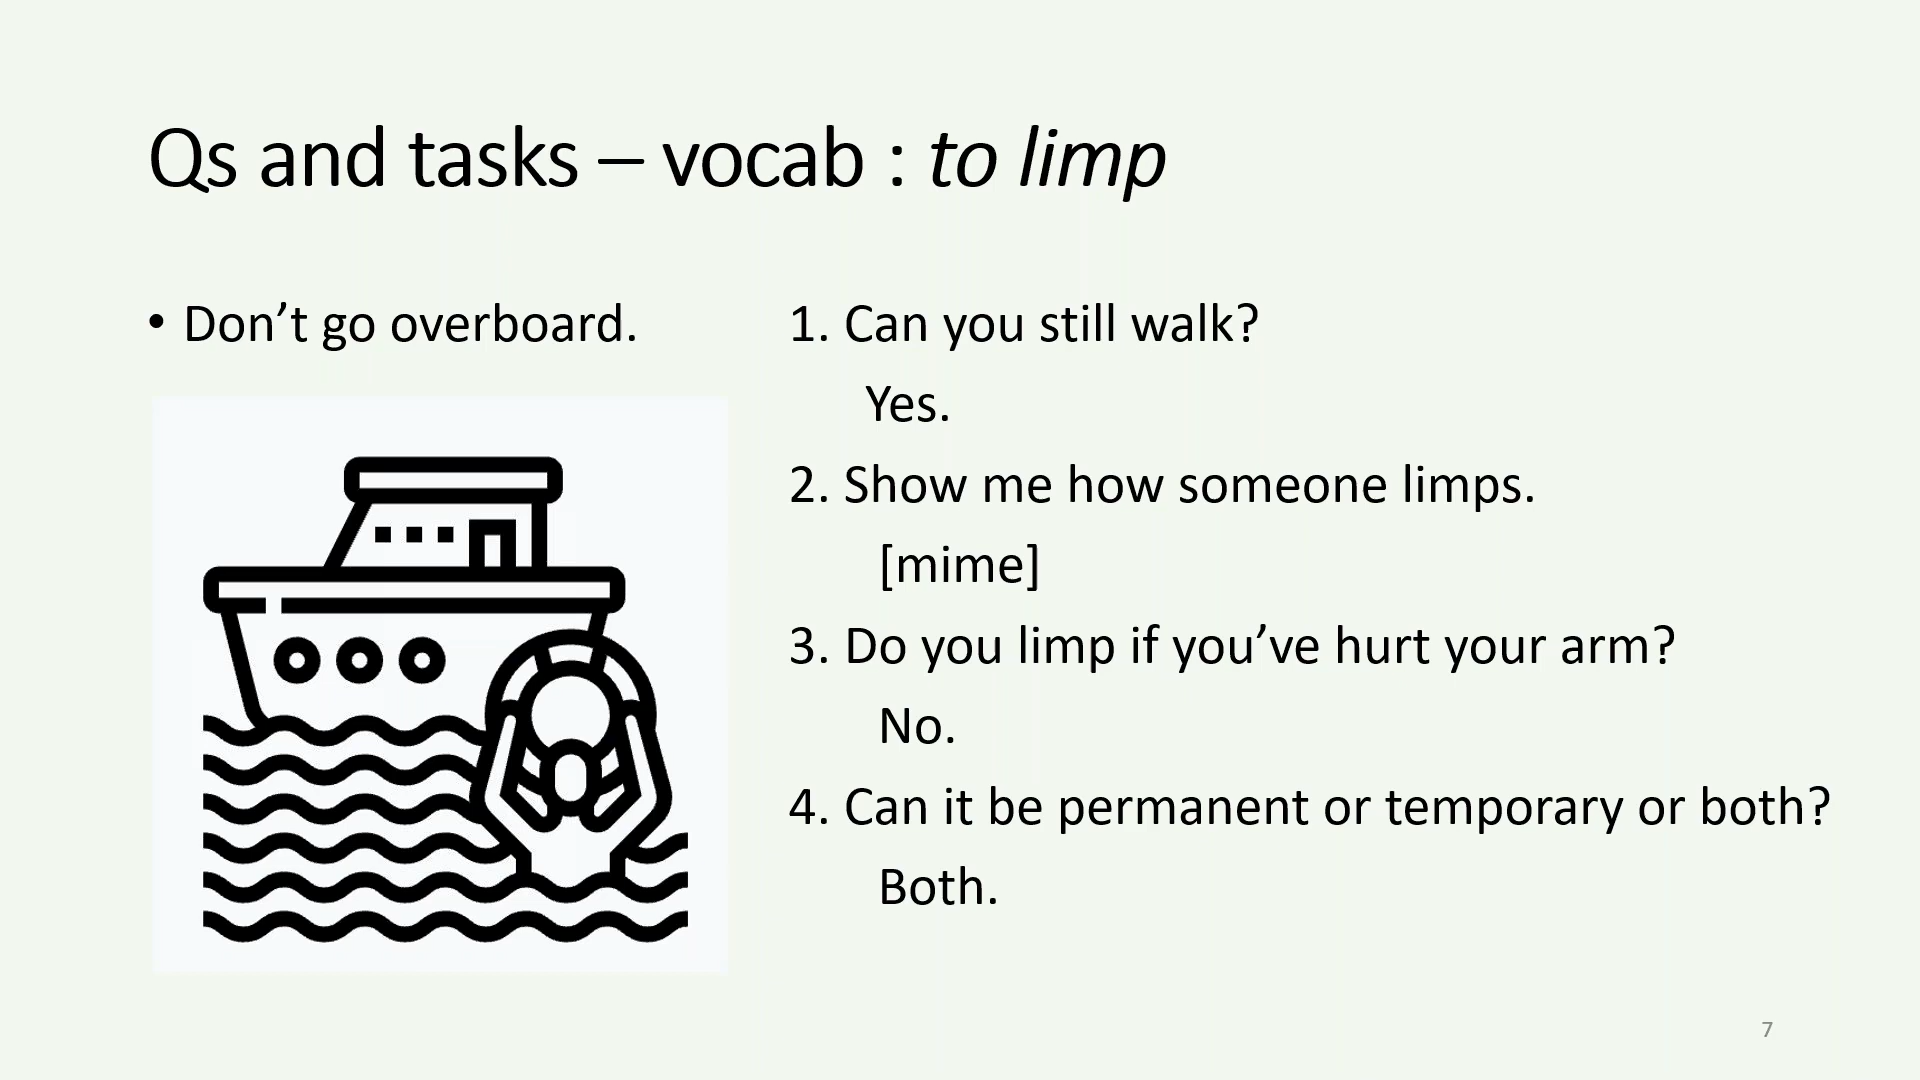 Qs and tasks – vocab : to limp
• Don’t go overboard.
1. Can you still walk?
Yes.
2. Show me how someone limps.
[mime]
3. Do you limp if you’ve hurt your arm?
No.
4. Can it be permanent or temporary or both?
Both.
7